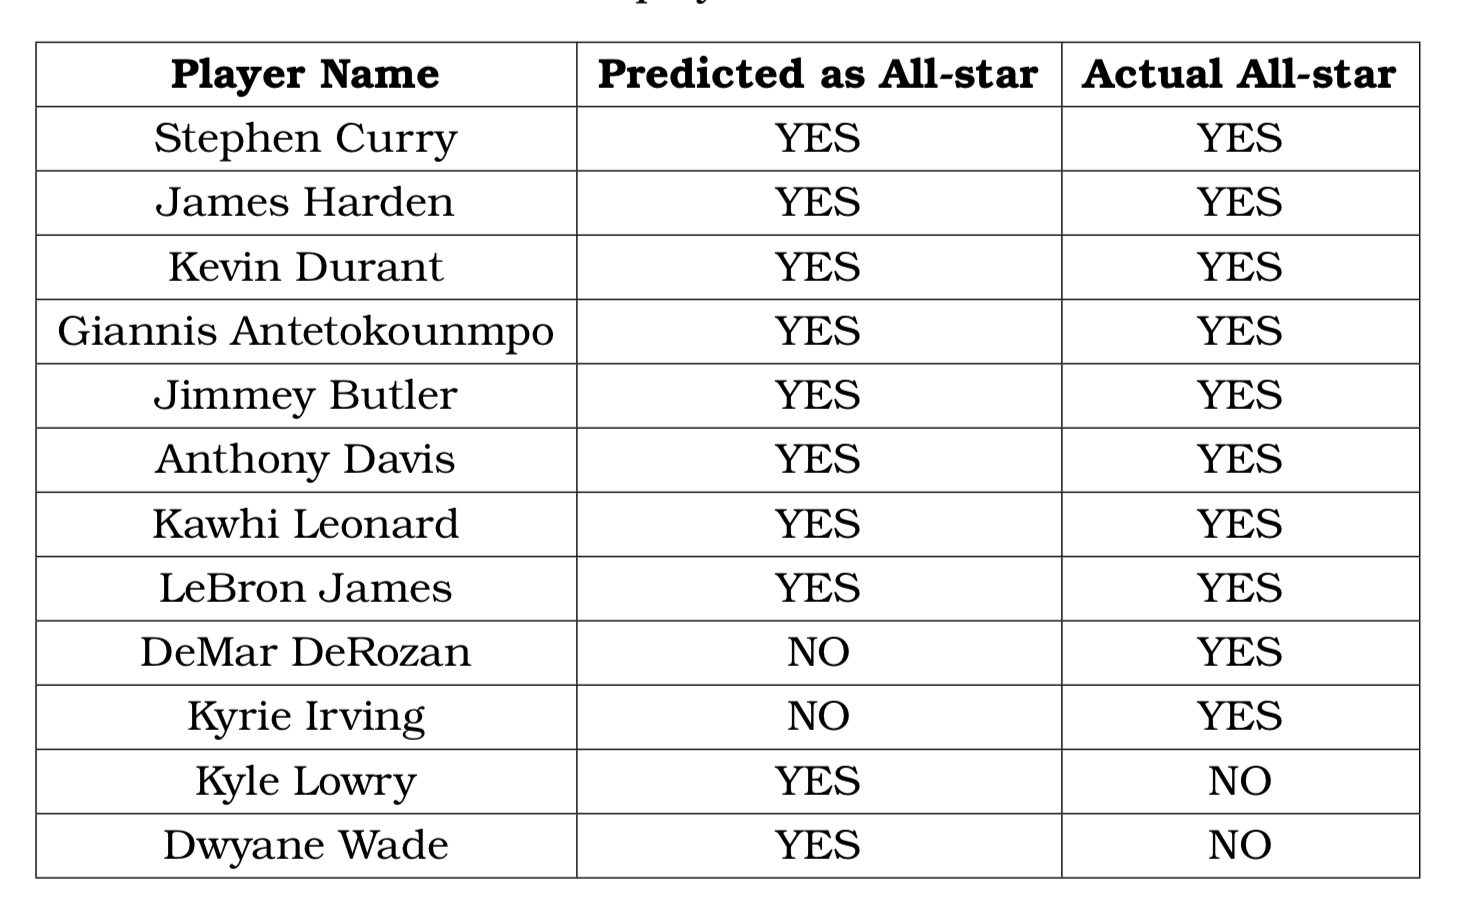 Player Name Predicted as All-star Actual All-star
Stephen Curry YES YES
James Harden YES YES
Kevin Durant YES YES
Giannis Antetokounmpo YES YES
Jimmey Butler YES YES
Anthony Davis YES YES
Kawhi Leonard YES YES
LeBron James YES YES
DeMar DeRozan NO YES
Kyrie Irving NO YES
Kyle Lowry YES NO
Dwyane Wade YES NO